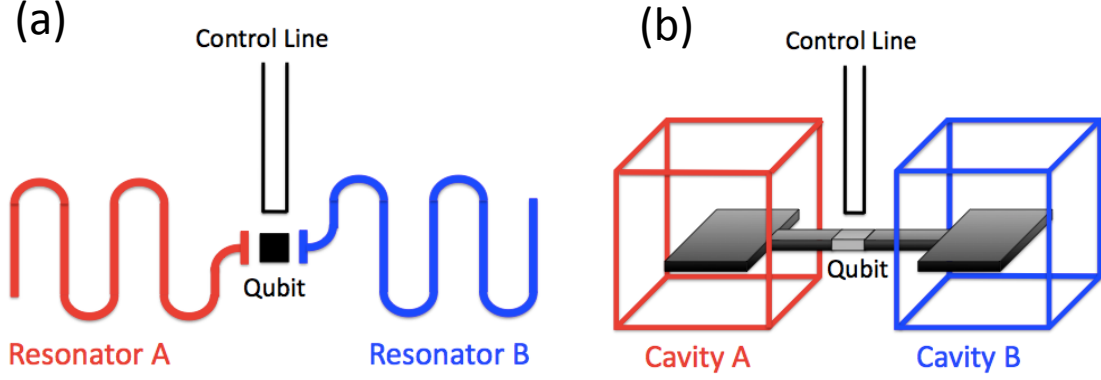 (a)
Control Line
Qubit
Resonator A
Resonator B
(b)
Control Line
Qubit
Cavity A
Cavity B